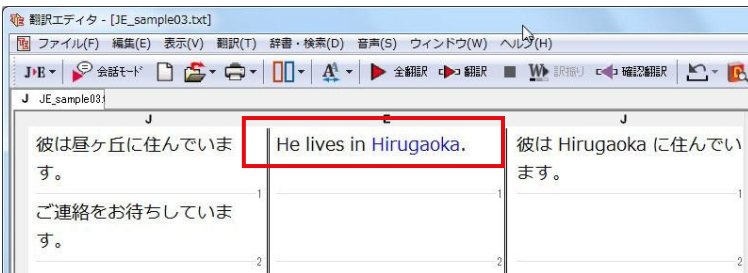 翻訳エディタ - [JE_sample03.txt]
ファイル(F) 編集(E) 表示(V) 翻訳(T) 辞書・検索(D) 音声(S) ウィンドウ(W) ヘルプ(H)
J▸E 会話モード 全翻訳 翻訳 訳振り 確認翻訳
J JE_sample03.
J E J
彼は昼ヶ丘に住んでいま He lives in Hirugaoka. 彼は Hirugaoka に住んでい
す。 ます。
1 1 1
ご連絡をお待ちしていま
す。
2 2 2